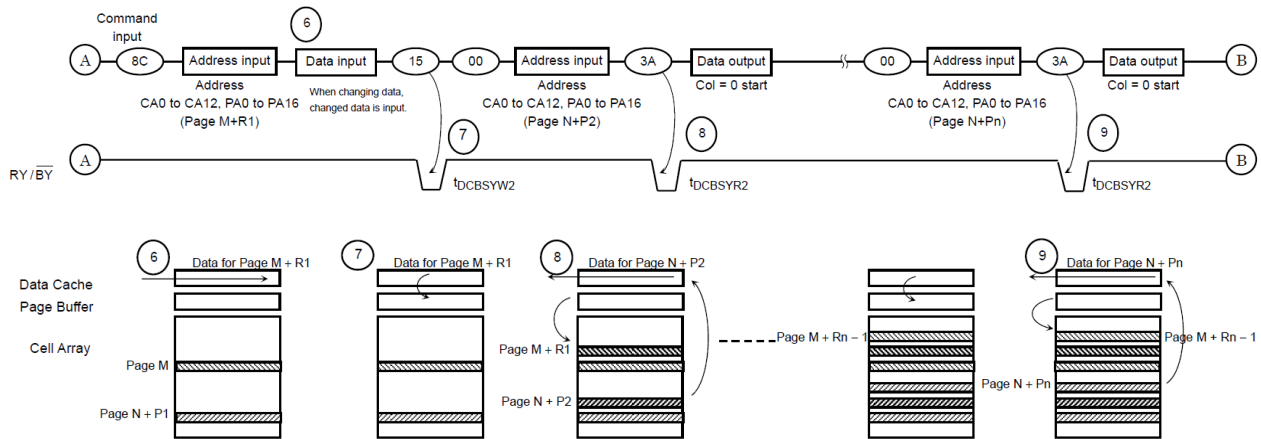 Command
input
6
A
8C
Address input
Data input
15
00
Address input
3A
Data output
00
Address input
3A
Data output
B
Address
CA0 to CA12, PA0 to PA16
(Page M+R1)
When changing data,
changed data is input.
Address
CA0 to CA12, PA0 to PA16
(Page N+P2)
Col = 0 start
Address
CA0 to CA12, PA0 to PA16
(Page N+Pn)
Col = 0 start
7
8
9
RY / BY
A
B
tDCBSYW2
tDCBSYR2
tDCBSYR2
6
Data for Page M + R1
7
Data for Page M + R1
8
Data for Page N + P2
9
Data for Page N + Pn
Data Cache
Page Buffer
Cell Array
Page M
Page N + P1
Page M + R1
Page N + P2
Page M + Rn − 1
Page N + Pn
Page M + Rn − 1